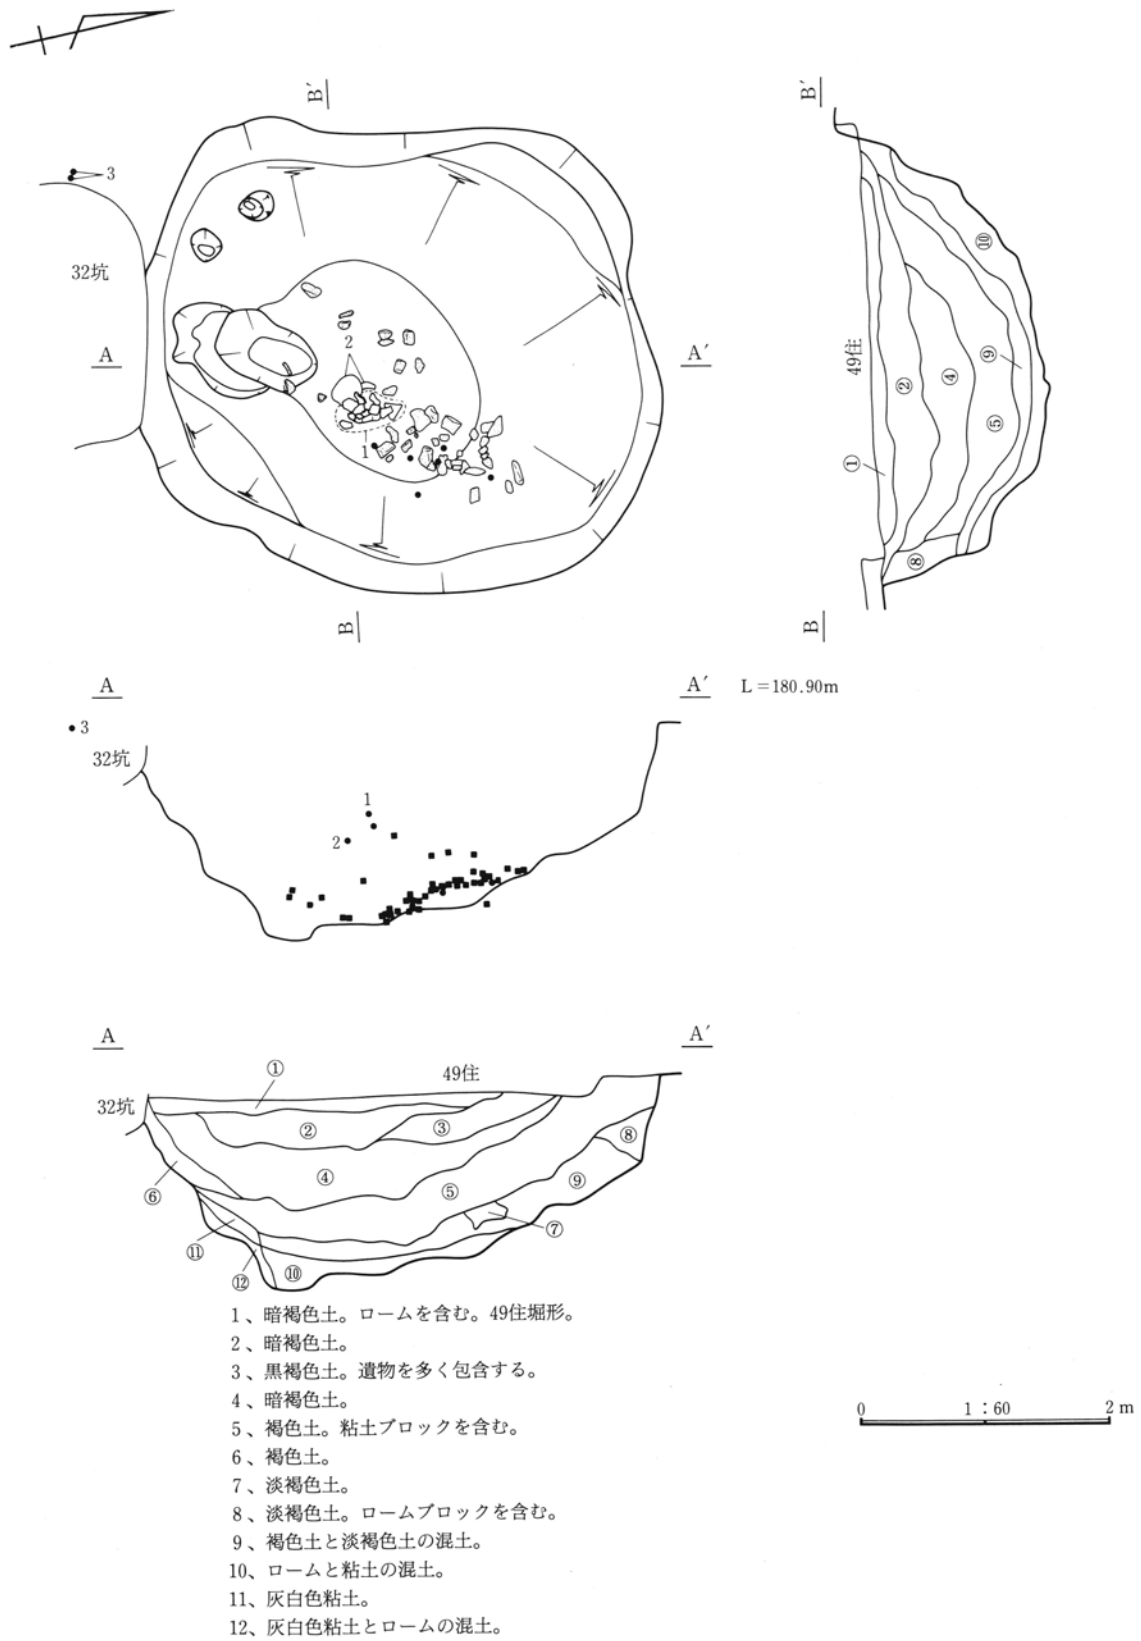 B′
B′
3
32坑
A
A′
2
1
B
49住
①
②
④
⑤
⑨
⑩
⑧
B
A
A′ L=180.90m
3
32坑
1
2
A
A′
①
49住
32坑
②
③
⑧
④
⑨
⑥
⑤
⑦
⑪
⑫
⑩
1、暗褐色土。ロームを含む。49住堀形。
2、暗褐色土。
3、黒褐色土。遺物を多く包含する。
4、暗褐色土。
5、褐色土。粘土ブロックを含む。
6、褐色土。
7、淡褐色土。
8、淡褐色土。ロームブロックを含む。
9、褐色土と淡褐色土の混土。
10、ロームと粘土の混土。
11、灰白色粘土。
12、灰白色粘土とロームの混土。
0 1:60 2m